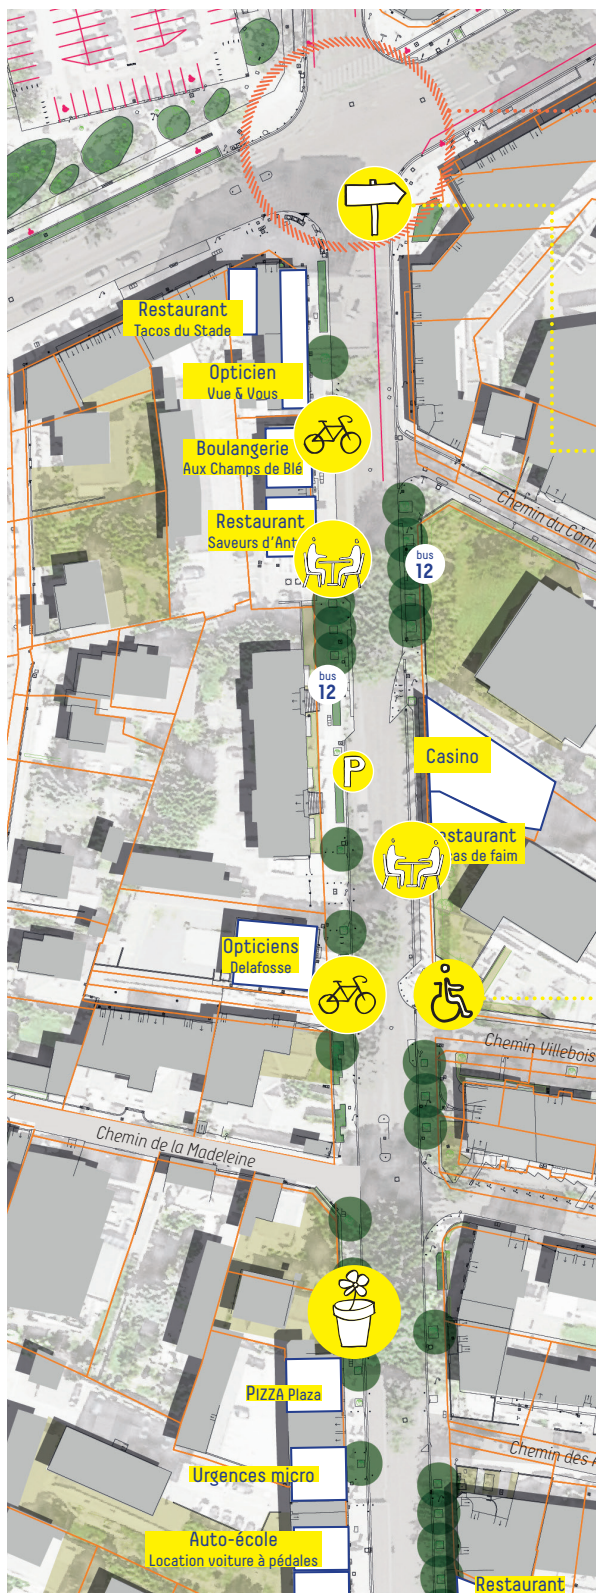 Restaurant
Tacos du Stade
Opticien
Vue & Vous
Boulangerie
Aux Champs de Blé
Restaurant
Saveurs d'Ant
Chemin du Com
bus
12
bus
12
P
Casino
estaurant
cas de faim
Opticiens
Delafosse
Chemin Villebois
Chemin de la Madeleine
PIZZA Plaza
Chemin des A
Urgences micro
Auto-école
Location voiture à pédales
Restaurant